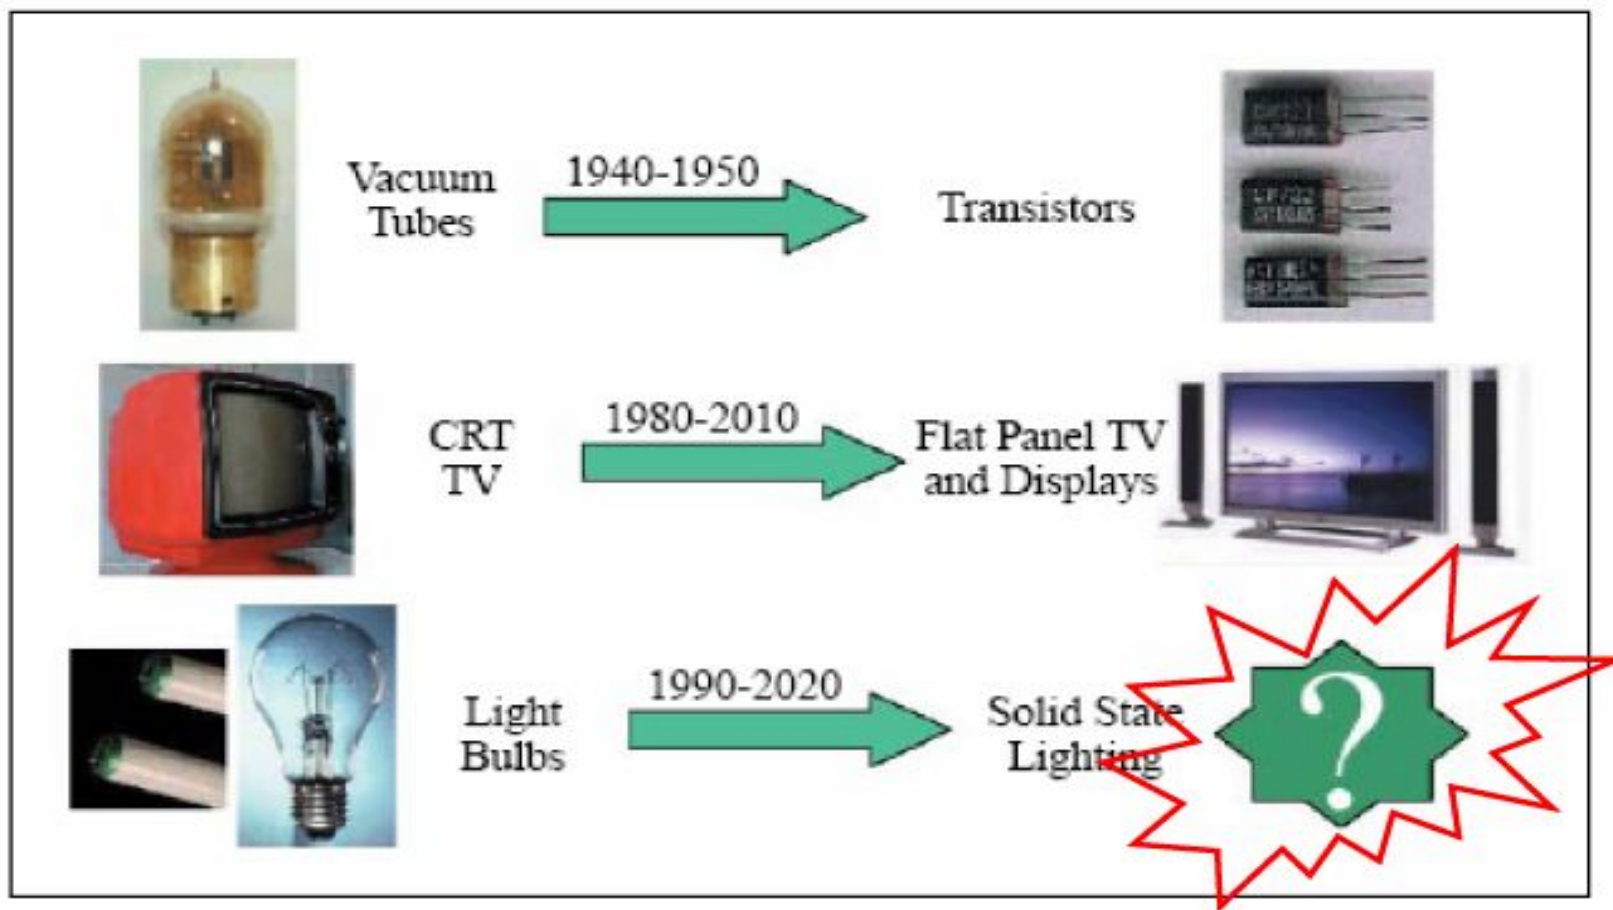 Vacuum
Tubes
1940-1950
Transistors
CRT
TV
1980-2010
Flat Panel TV
and Displays
Light
Bulbs
1990-2020
Solid State
Lighting
?